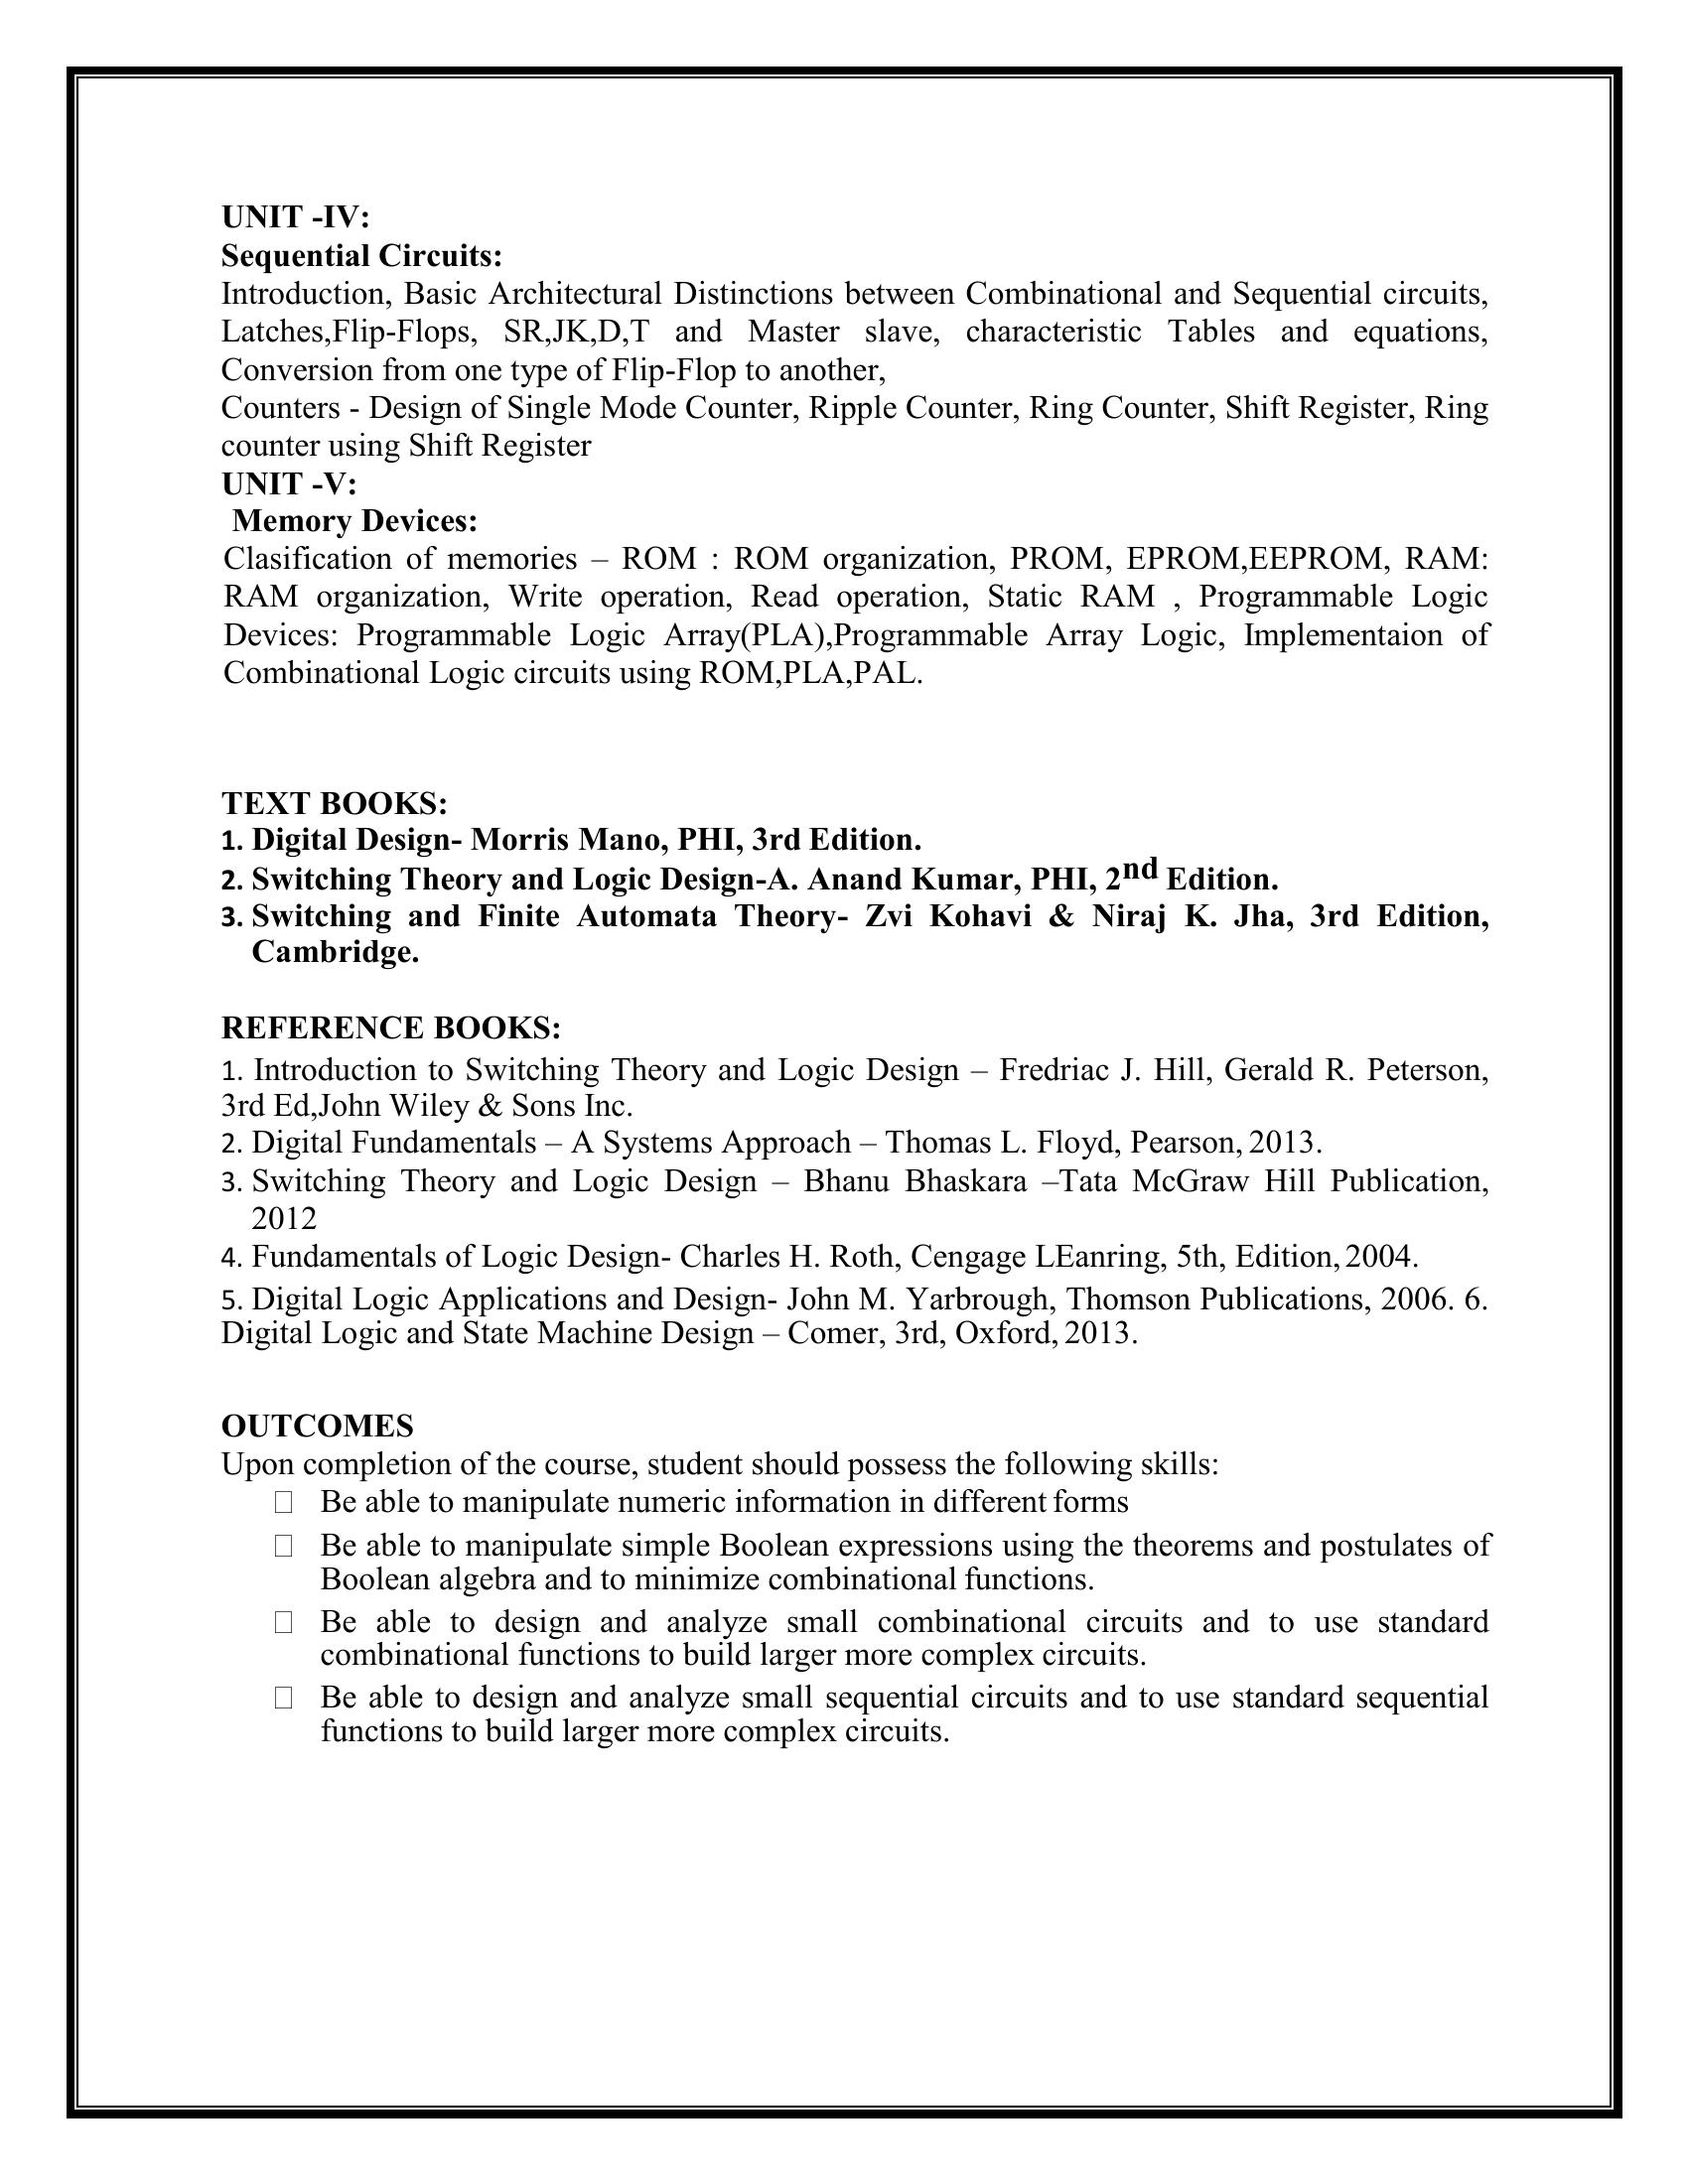 UNIT -IV:
Sequential Circuits:
Introduction, Basic Architectural Distinctions between Combinational and Sequential circuits,
Latches,Flip-Flops, SR,JK,D,T and Master slave, characteristic Tables and equations,
Conversion from one type of Flip-Flop to another,
Counters - Design of Single Mode Counter, Ripple Counter, Ring Counter, Shift Register, Ring
counter using Shift Register
UNIT -V:
Memory Devices:
Clasification of memories – ROM : ROM organization, PROM, EPROM,EEPROM, RAM:
RAM organization, Write operation, Read operation, Static RAM , Programmable Logic
Devices: Programmable Logic Array(PLA),Programmable Array Logic, Implementaion of
Combinational Logic circuits using ROM,PLA,PAL.
TEXT BOOKS:
1. Digital Design- Morris Mano, PHI, 3rd Edition.
2. Switching Theory and Logic Design-A. Anand Kumar, PHI, 2nd Edition.
3. Switching and Finite Automata Theory- Zvi Kohavi & Niraj K. Jha, 3rd Edition,
Cambridge.
REFERENCE BOOKS:
1. Introduction to Switching Theory and Logic Design – Fredriac J. Hill, Gerald R. Peterson,
3rd Ed,John Wiley & Sons Inc.
2. Digital Fundamentals – A Systems Approach – Thomas L. Floyd, Pearson, 2013.
3. Switching Theory and Logic Design – Bhanu Bhaskara –Tata McGraw Hill Publication,
2012
4. Fundamentals of Logic Design- Charles H. Roth, Cengage LEanring, 5th, Edition, 2004.
5. Digital Logic Applications and Design- John M. Yarbrough, Thomson Publications, 2006. 6.
Digital Logic and State Machine Design – Comer, 3rd, Oxford, 2013.
OUTCOMES
Upon completion of the course, student should possess the following skills:
Be able to manipulate numeric information in different forms
Be able to manipulate simple Boolean expressions using the theorems and postulates of
Boolean algebra and to minimize combinational functions.
Be able to design and analyze small combinational circuits and to use standard
combinational functions to build larger more complex circuits.
Be able to design and analyze small sequential circuits and to use standard sequential
functions to build larger more complex circuits.